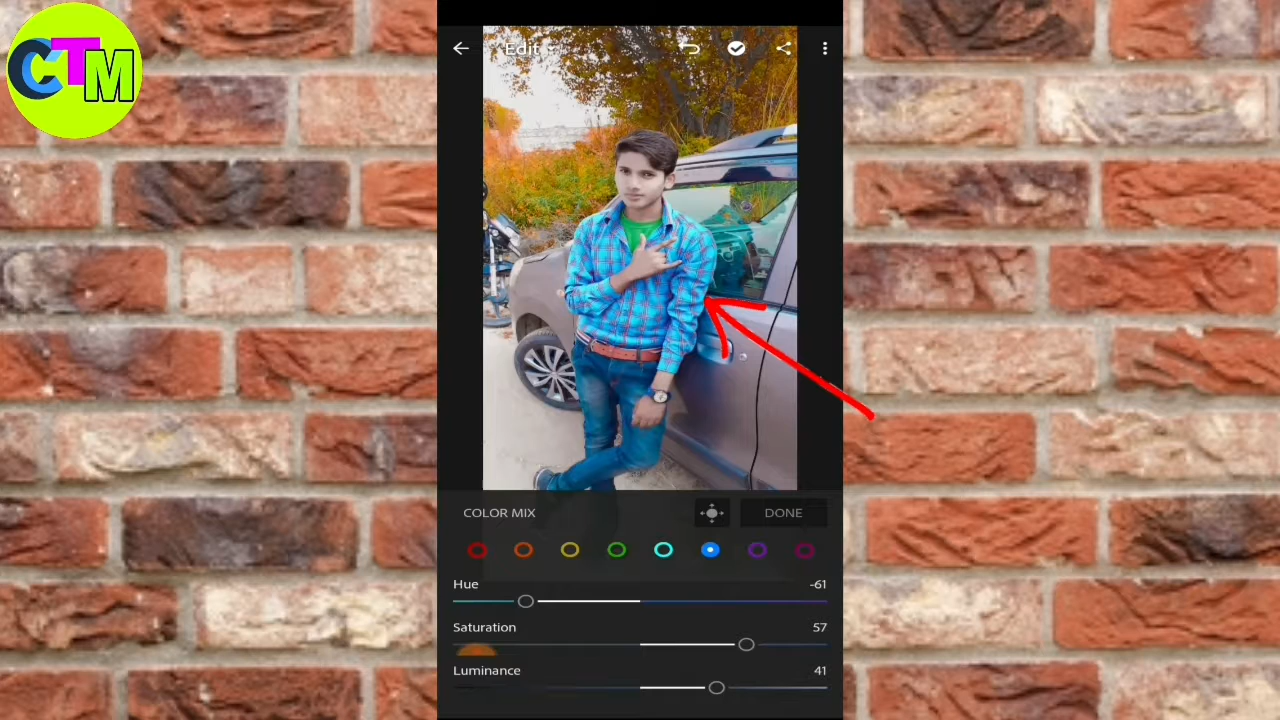 CTM
Edit
COLOR MIX
DONE
Hue -61
Saturation 57
Luminance 41